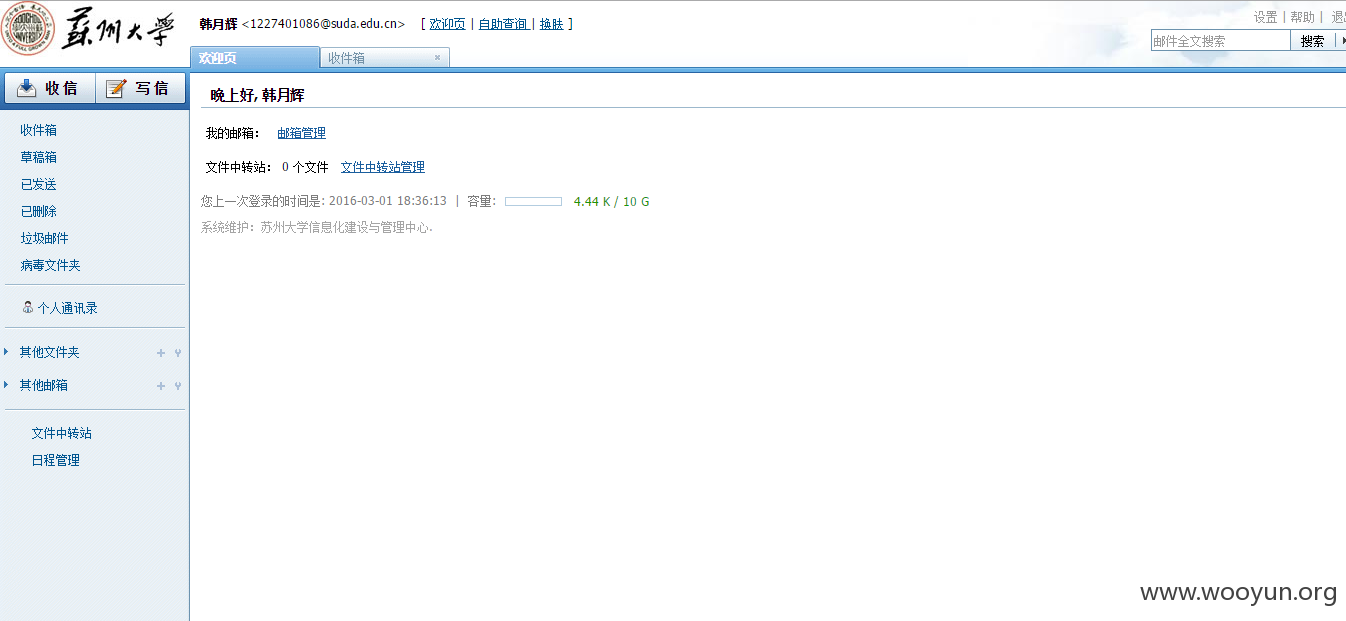 蘇州大学
韩月辉 <1227401086@suda.edu.cn> [ 欢迎页 | 自助查询 | 换肤 ]
设置 | 帮助 |
邮件全文搜索 搜索
欢迎页 收件箱 ×
收信 写信
晚上好, 韩月辉
收件箱
草稿箱
已发送
已删除
垃圾邮件
病毒文件夹
个人通讯录
其他文件夹
其他邮箱
文件中转站
日程管理
我的邮箱: 邮箱管理
文件中转站: 0 个文件 文件中转站管理
您上一次登录的时间是: 2016-03-01 18:36:13 | 容量: 4.44 K / 10 G
系统维护: 苏州大学信息化建设与管理中心.
www.wooyun.org